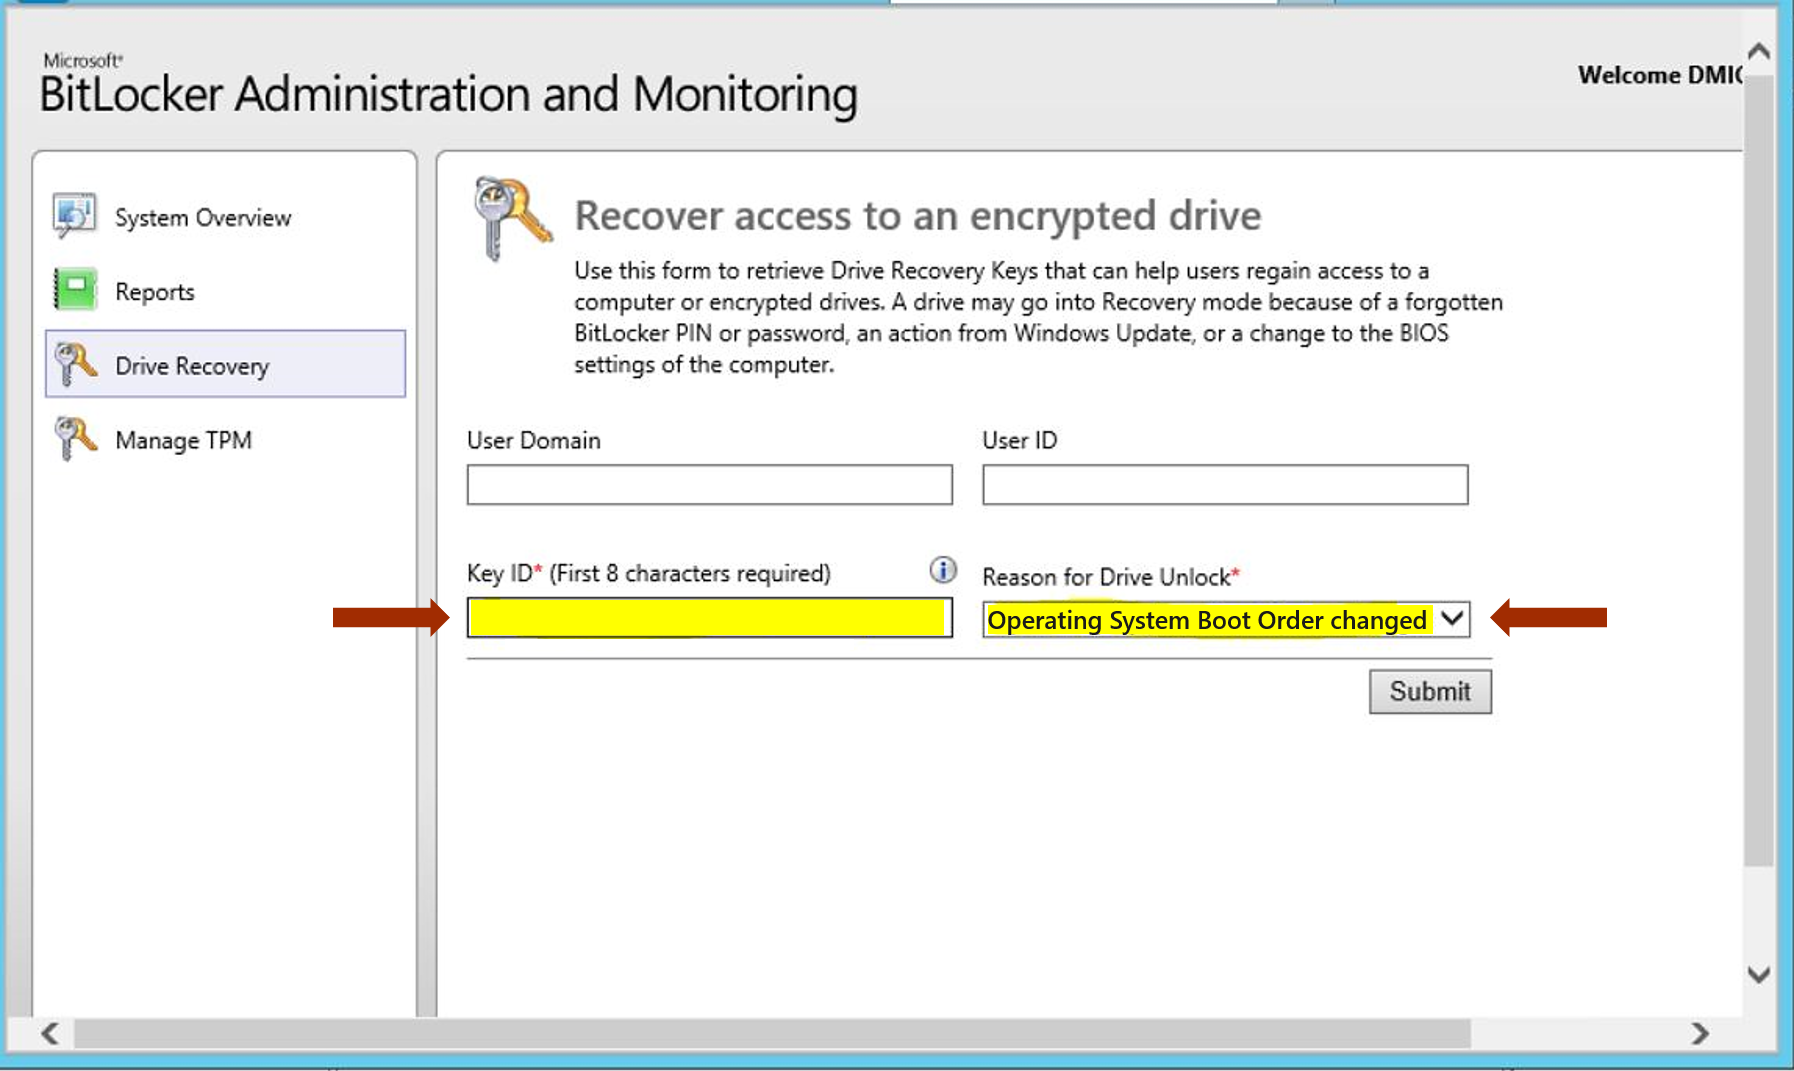 Microsoft®
BitLocker Administration and Monitoring
Welcome DMI
System Overview
Reports
Drive Recovery
Manage TPM
Recover access to an encrypted drive
Use this form to retrieve Drive Recovery Keys that can help users regain access to a
computer or encrypted drives. A drive may go into Recovery mode because of a forgotten
BitLocker PIN or password, an action from Windows Update, or a change to the BIOS
settings of the computer.
User Domain
User ID
Key ID* (First 8 characters required)
Reason for Drive Unlock*
Operating System Boot Order changed
Submit